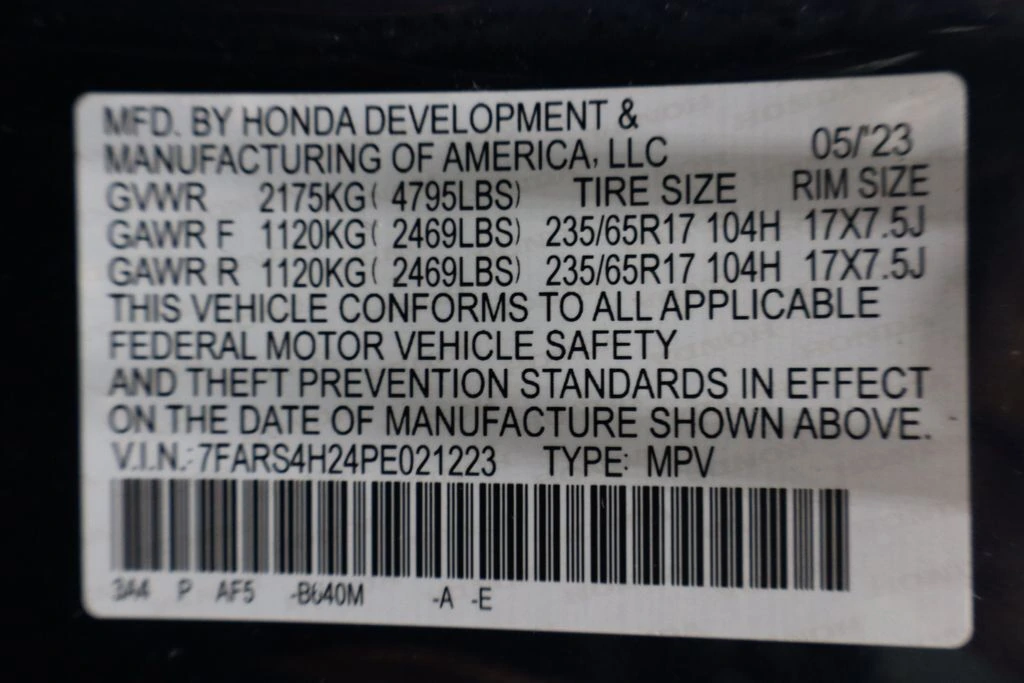 MFD. BY HONDA DEVELOPMENT &
MANUFACTURING OF AMERICA, LLC 05/'23
GVWR 2175KG( 4795LBS) TIRE SIZE RIM SIZE
GAWR F 1120KG( 2469LBS) 235/65R17 104H 17X7.5J
GAWR R 1120KG( 2469LBS) 235/65R17 104H 17X7.5J
THIS VEHICLE CONFORMS TO ALL APPLICABLE
FEDERAL MOTOR VEHICLE SAFETY
AND THEFT PREVENTION STANDARDS IN EFFECT
ON THE DATE OF MANUFACTURE SHOWN ABOVE.
V.I.N.: 7FARS4H24PE021223 TYPE: MPV
3A4 P AF5 -B640M -A -E